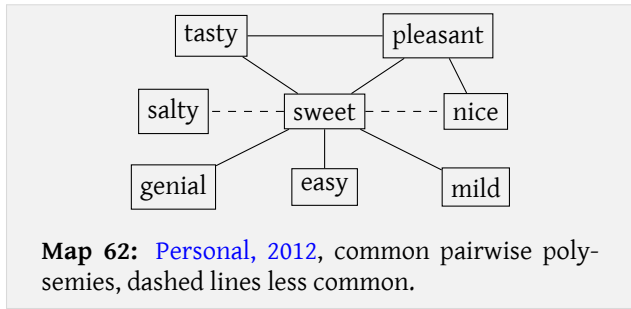 tasty pleasant
salty sweet nice
genial easy mild
Map 62: Personal, 2012, common pairwise poly-
semies, dashed lines less common.